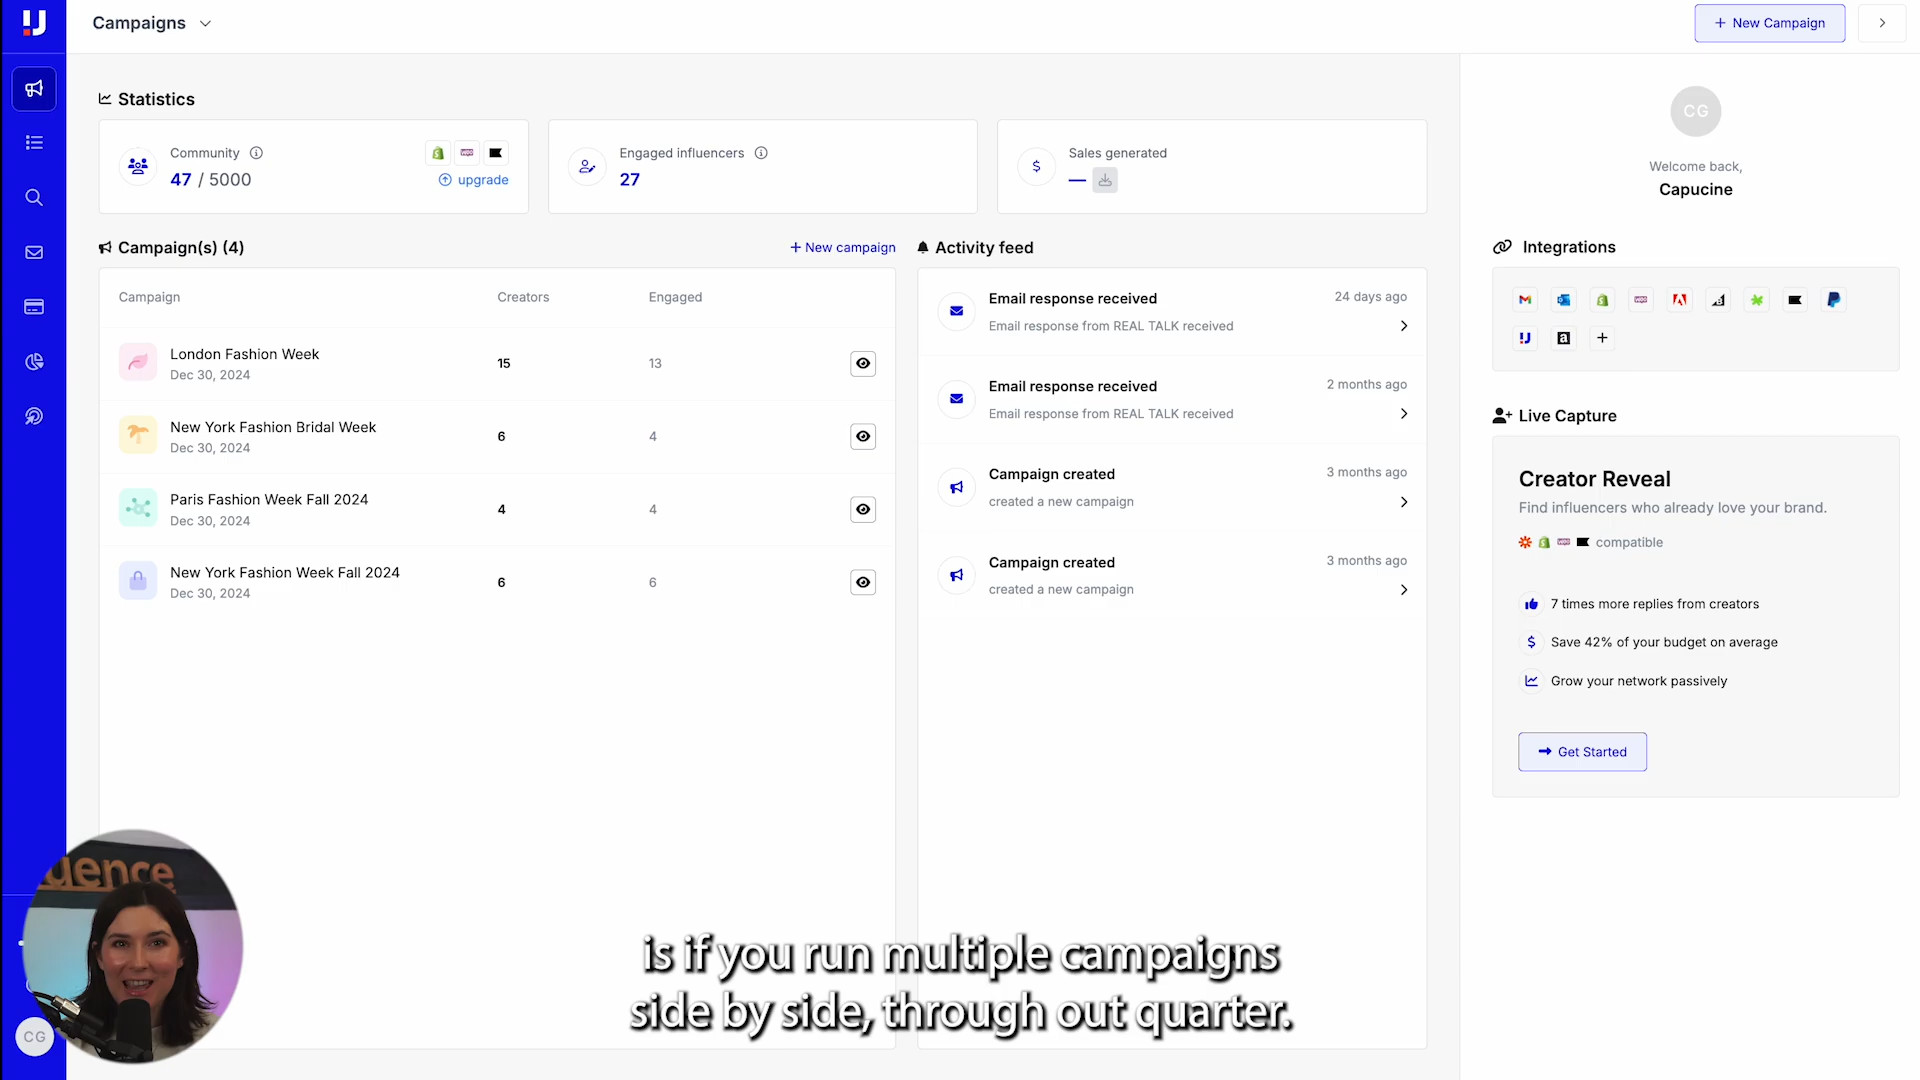 Campaigns
+ New Campaign
Statistics
Community
47 / 5000
upgrade
Engaged influencers
27
Sales generated
—
CG
Welcome back,
Capucine
Campaign(s) (4)
+ New campaign
Campaign Creators Engaged
London Fashion Week
Dec 30, 2024
15
13
New York Fashion Bridal Week
Dec 30, 2024
6
4
Paris Fashion Week Fall 2024
Dec 30, 2024
4
4
New York Fashion Week Fall 2024
Dec 30, 2024
6
6
Activity feed
Email response received
24 days ago
Email response from REAL TALK received
Email response received
2 months ago
Email response from REAL TALK received
Campaign created
3 months ago
created a new campaign
Campaign created
3 months ago
created a new campaign
Integrations
Live Capture
Creator Reveal
Find influencers who already love your brand.
compatible
7 times more replies from creators
Save 42% of your budget on average
Grow your network passively
Get Started
uence
CG
is if you run multiple campaigns
side by side, through out quarter.